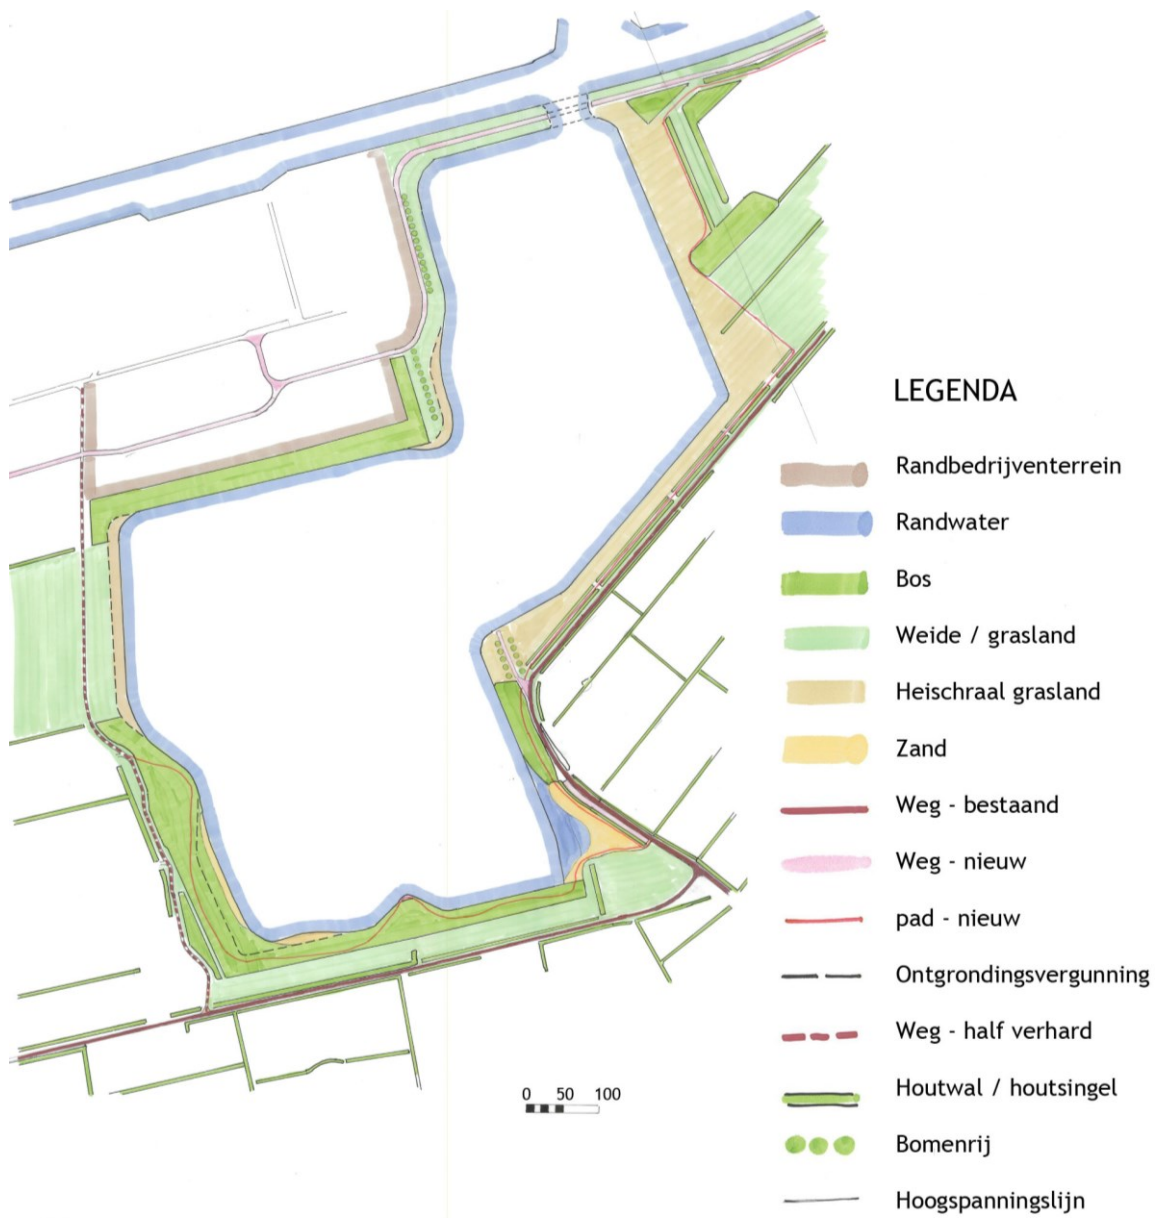 LEGENDA
Randbedrijventerrein
Randwater
Bos
Weide / grasland
Heischraal grasland
Zand
Weg - bestaand
Weg - nieuw
pad - nieuw
Ontgrondingsvergunning
Weg - half verhard
Houtwal / houtsingel
Bomenrij
Hoogspanningslijn
0 50 100